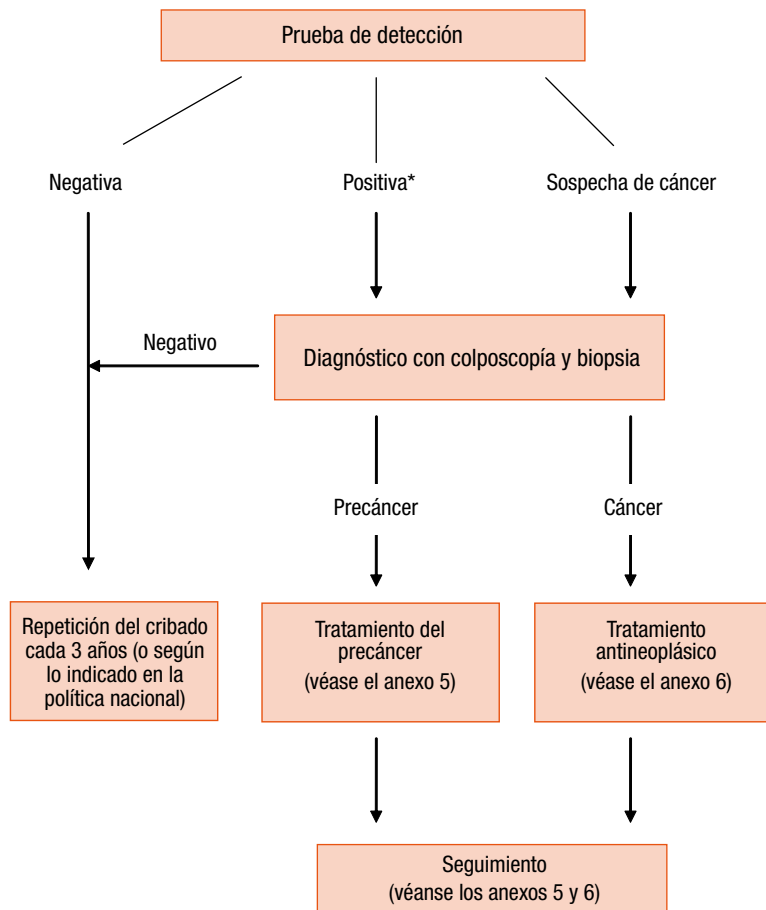 Prueba de detección
Negativa
Positiva*
Sospecha de cáncer
Negativo
Diagnóstico con colposcopía y biopsia
Precáncer
Cáncer
Repetición del cribado
cada 3 años (o según
lo indicado en la
política nacional)
Tratamiento del
precáncer
(véase el anexo 5)
Tratamiento
antineoplásico
(véase el anexo 6)
Seguimiento
(véanse los anexos 5 y 6)